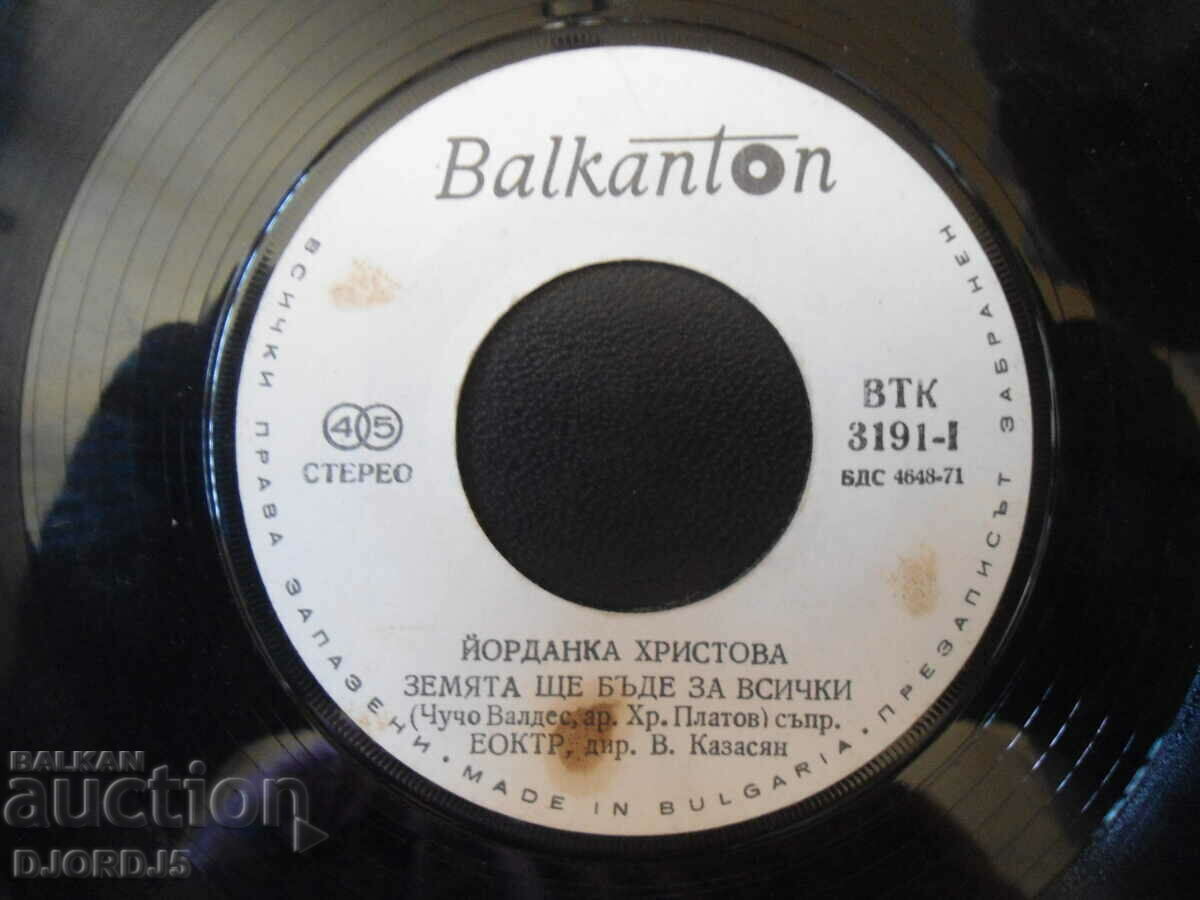 Balkanton
45
СТЕРЕО
ВТК
3191-I
БДС 4648-71
ЙОРДАНКА ХРИСТОВА
ЗЕМЯТА ЩЕ БЪДЕ ЗА ВСИЧКИ
(Чучо Валдес, ар. Хр. Платов) съпр.
ЕОКТР, дир. В. Казасян
ВСИЧКИ ПРАВА ЗАПАЗЕНИ · MADE IN BULGARIA · ПРЕЗАПИСЪТ ЗАБРАНЕН
BALKAN
auction
DJORDJ5